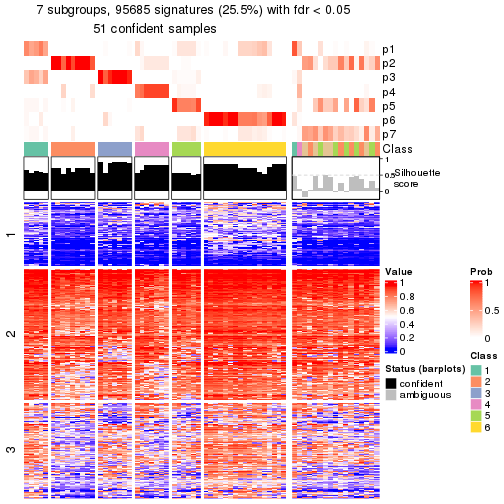 7 subgroups, 95685 signatures (25.5%) with fdr < 0.05
51 confident samples
p1
p2
p3
p4
p5
p6
p7
Class
1
0.5
0
Silhouette
score
1
2
3
Value
1
0.8
0.6
0.4
0.2
0
Prob
1
0.5
0
Status (barplots)
confident
ambiguous
Class
1
2
3
4
5
6